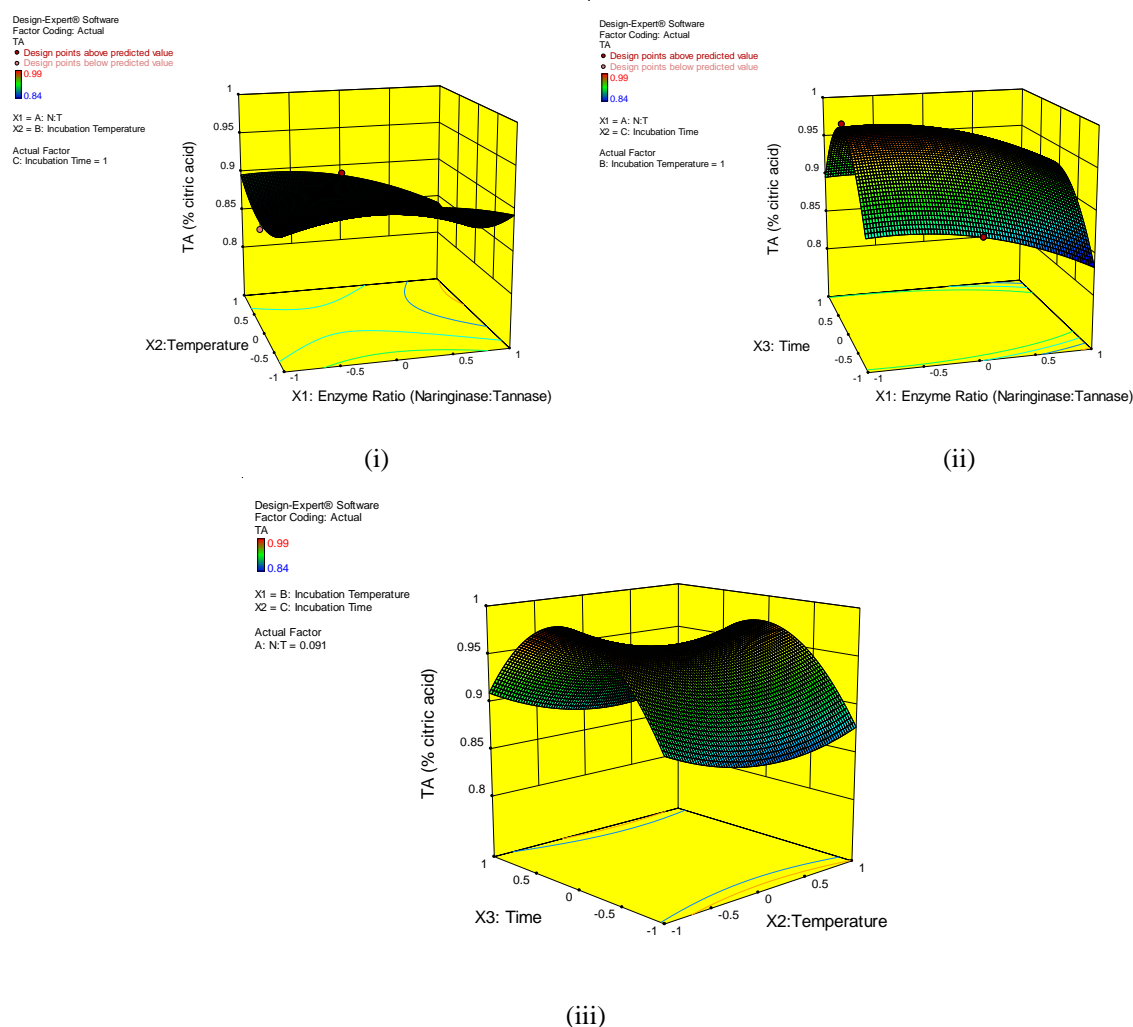 Design-Expert® Software
Factor Coding: Actual
TA
Design points above predicted value
Design points below predicted value
0.99
0.84
X1 = A: N:T
X2 = B: Incubation Temperature
Actual Factor
C: Incubation Time = 1
1
0.95
0.9
0.85
0.8
TA (% citric acid)
1
0.5
0
-0.5
-1
X2:Temperature
-1
-0.5
0
0.5
1
X1: Enzyme Ratio (Naringinase:Tannase)
(i)
Design-Expert® Software
Factor Coding: Actual
TA
Design points above predicted value
Design points below predicted value
0.99
0.84
X1 = A: N:T
X2 = C: Incubation Time
Actual Factor
B: Incubation Temperature = 1
1
0.95
0.9
0.85
0.8
TA (% citric acid)
1
0.5
0
-0.5
-1
X3: Time
-1
-0.5
0
0.5
1
X1: Enzyme Ratio (Naringinase:Tannase)
(ii)
Design-Expert® Software
Factor Coding: Actual
TA
0.99
0.84
X1 = B: Incubation Temperature
X2 = C: Incubation Time
Actual Factor
A: N:T = 0.091
1
0.95
0.9
0.85
0.8
TA (% citric acid)
1
0.5
0
-0.5
-1
X3: Time
-1
-0.5
0
0.5
1
X2:Temperature
(iii)